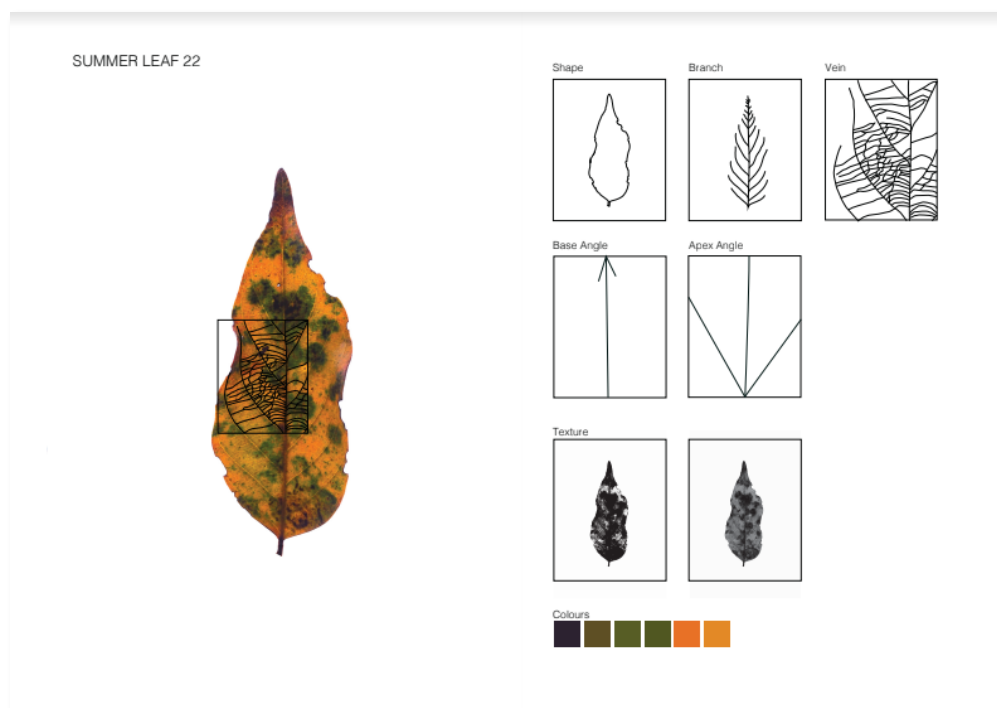 SUMMER LEAF 22
Shape
Branch
Vein
Base Angle
Apex Angle
Texture
Colours